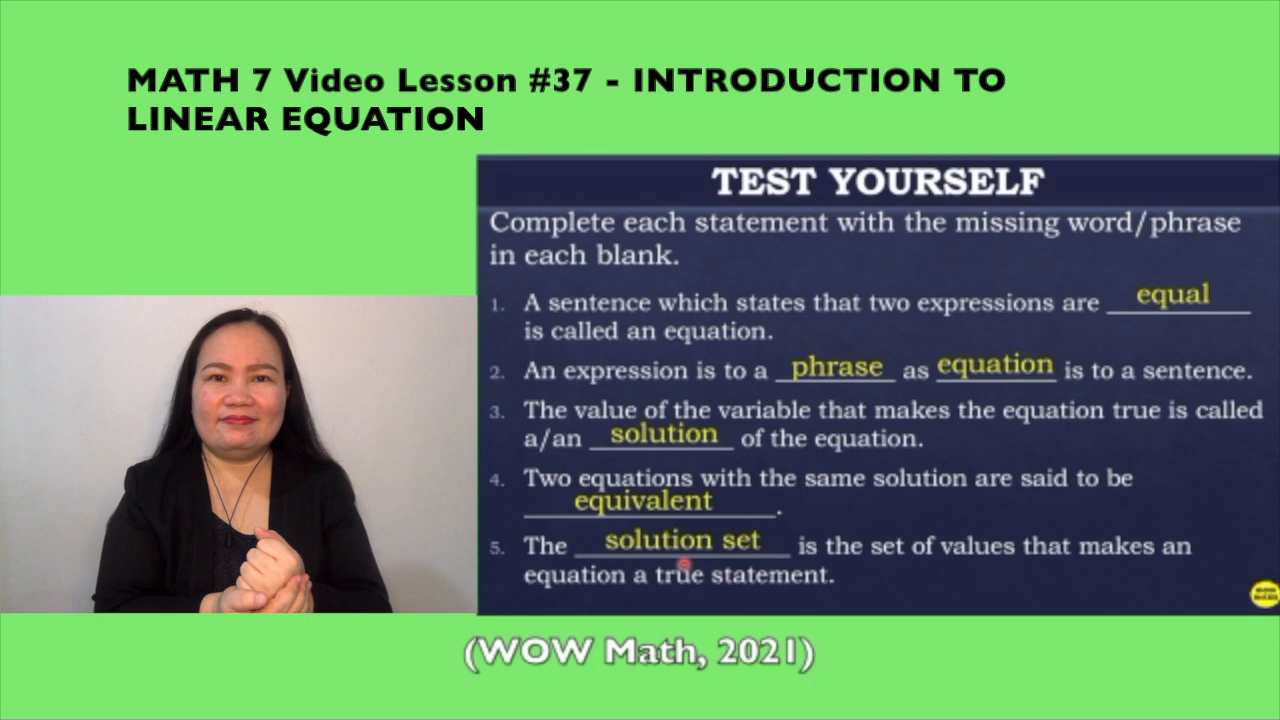 MATH 7 Video Lesson #37 - INTRODUCTION TO
LINEAR EQUATION
TEST YOURSELF
Complete each statement with the missing word/phrase
in each blank.
1. A sentence which states that two expressions are equal
is called an equation.
2. An expression is to a phrase as equation is to a sentence.
3. The value of the variable that makes the equation true is called
a/an solution of the equation.
4. Two equations with the same solution are said to be
equivalent.
5. The solution set is the set of values that makes an
equation a true statement.
(WOW Math, 2021)